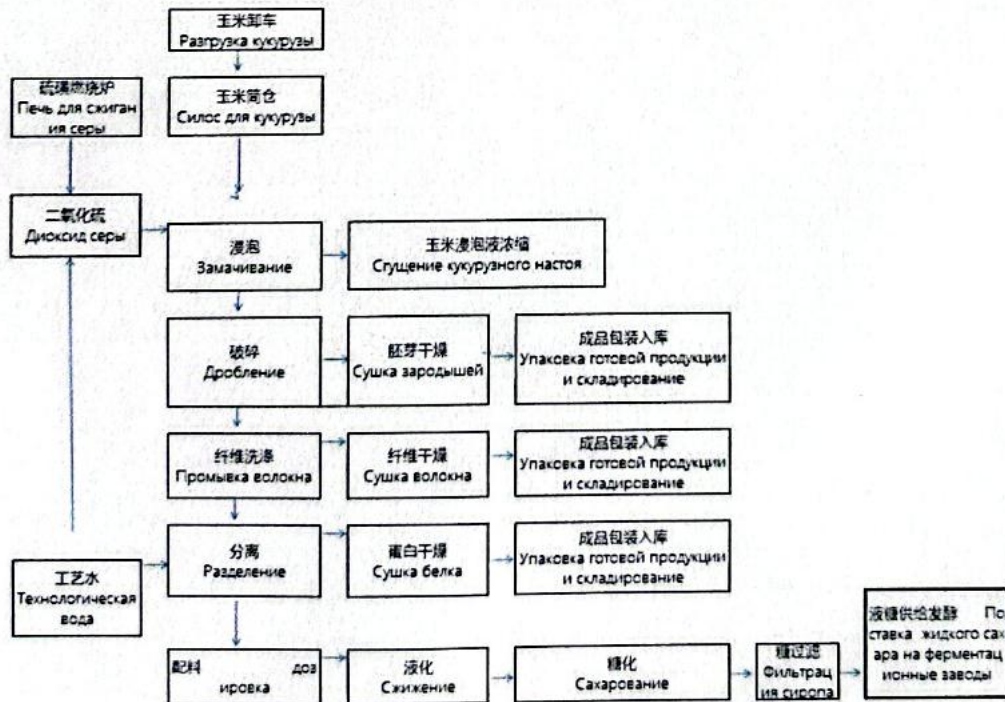 玉米卸车
Разгрузка кукурузы
硫磺燃烧炉
Печь для сжиган
ия серы
玉米筒仓
Силос для кукурузы
二氧化硫
Диоксид серы
浸泡
Замачивание
玉米浸泡液浓缩
Сгущение кукурузного настоя
破碎
Дробление
胚芽干燥
Сушка зародышей
成品包装入库
Упаковка готовой продукции
и складирование
纤维洗涤
Промывка волокна
纤维干燥
Сушка волокна
成品包装入库
Упаковка готовой продукции
и складирование
工艺水
Технологическая
вода
分离
Разделение
蛋白干燥
Сушка белка
成品包装入库
Упаковка готовой продукции
и складирование
配料 доз
ировка
液化
Сжижение
糖化
Сахарование
糖过滤
Фильтрац
ия сиропа
液糖供给发酵 Пос
ставка жидкого сах
ара на ферментац
ионные заводы